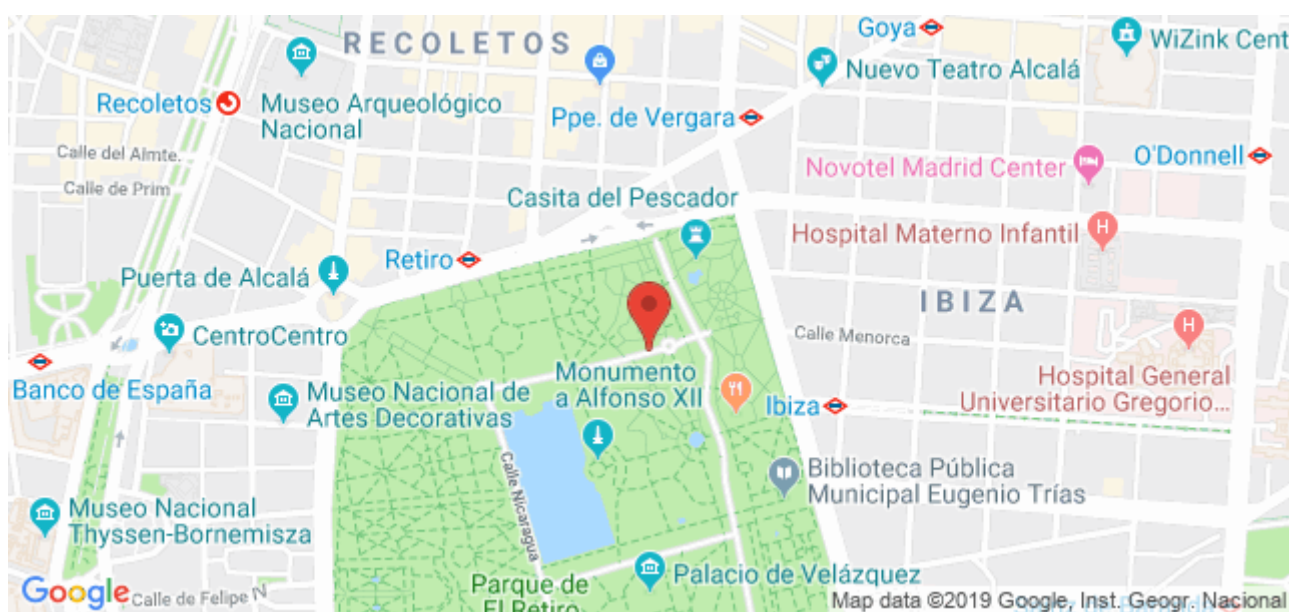 Goya
WiZink Cent
RECOLETOS
Nuevo Teatro Alcalá
Recoletos
Museo Arqueológico
Nacional
Ppe. de Vergara
Calle del Almte.
O'Donnell
Novotel Madrid Center
Calle de Prim
Casita del Pescador
Hospital Materno Infantil
Retiro
Puerta de Alcalá
IBIZA
CentroCentro
Calle Menorca
Banco de España
Monumento
a Alfonso XII
Hospital General
Universitario Gregorio...
Museo Nacional de
Artes Decorativas
Ibiza
Calle Nicaragua
Biblioteca Pública
Municipal Eugenio Trías
Museo Nacional
Thyssen-Bornemisza
Palacio de Velázquez
Parque de
El Retiro
Google
Calle de Felipe
Map data ©2019 Google, Inst. Geogr. Nacional